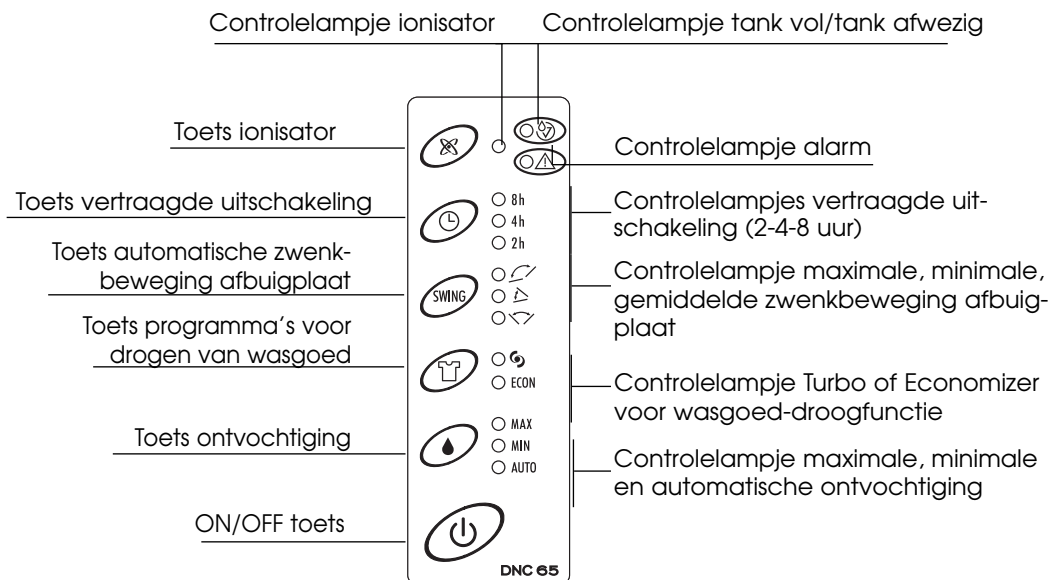 Controlelampje ionisator
Controlelampje tank vol/tank afwezig
Toets ionisator
Controlelampje alarm
Toets vertraagde uitschakeling
8h
4h
2h
Controlelampjes vertraagde uit-
schakeling (2-4-8 uur)
Toets automatische zwenk-
beweging afbuigplaat
SWING
Controlelampje maximale, minimale,
gemiddelde zwenkbeweging afbuig-
plaat
Toets programma's voor
drogen van wasgoed
ECON
Controlelampje Turbo of Economizer
voor wasgoed-droogfunctie
Toets ontvochtiging
MAX
MIN
AUTO
Controlelampje maximale, minimale
en automatische ontvochtiging
ON/OFF toets
DNC 65